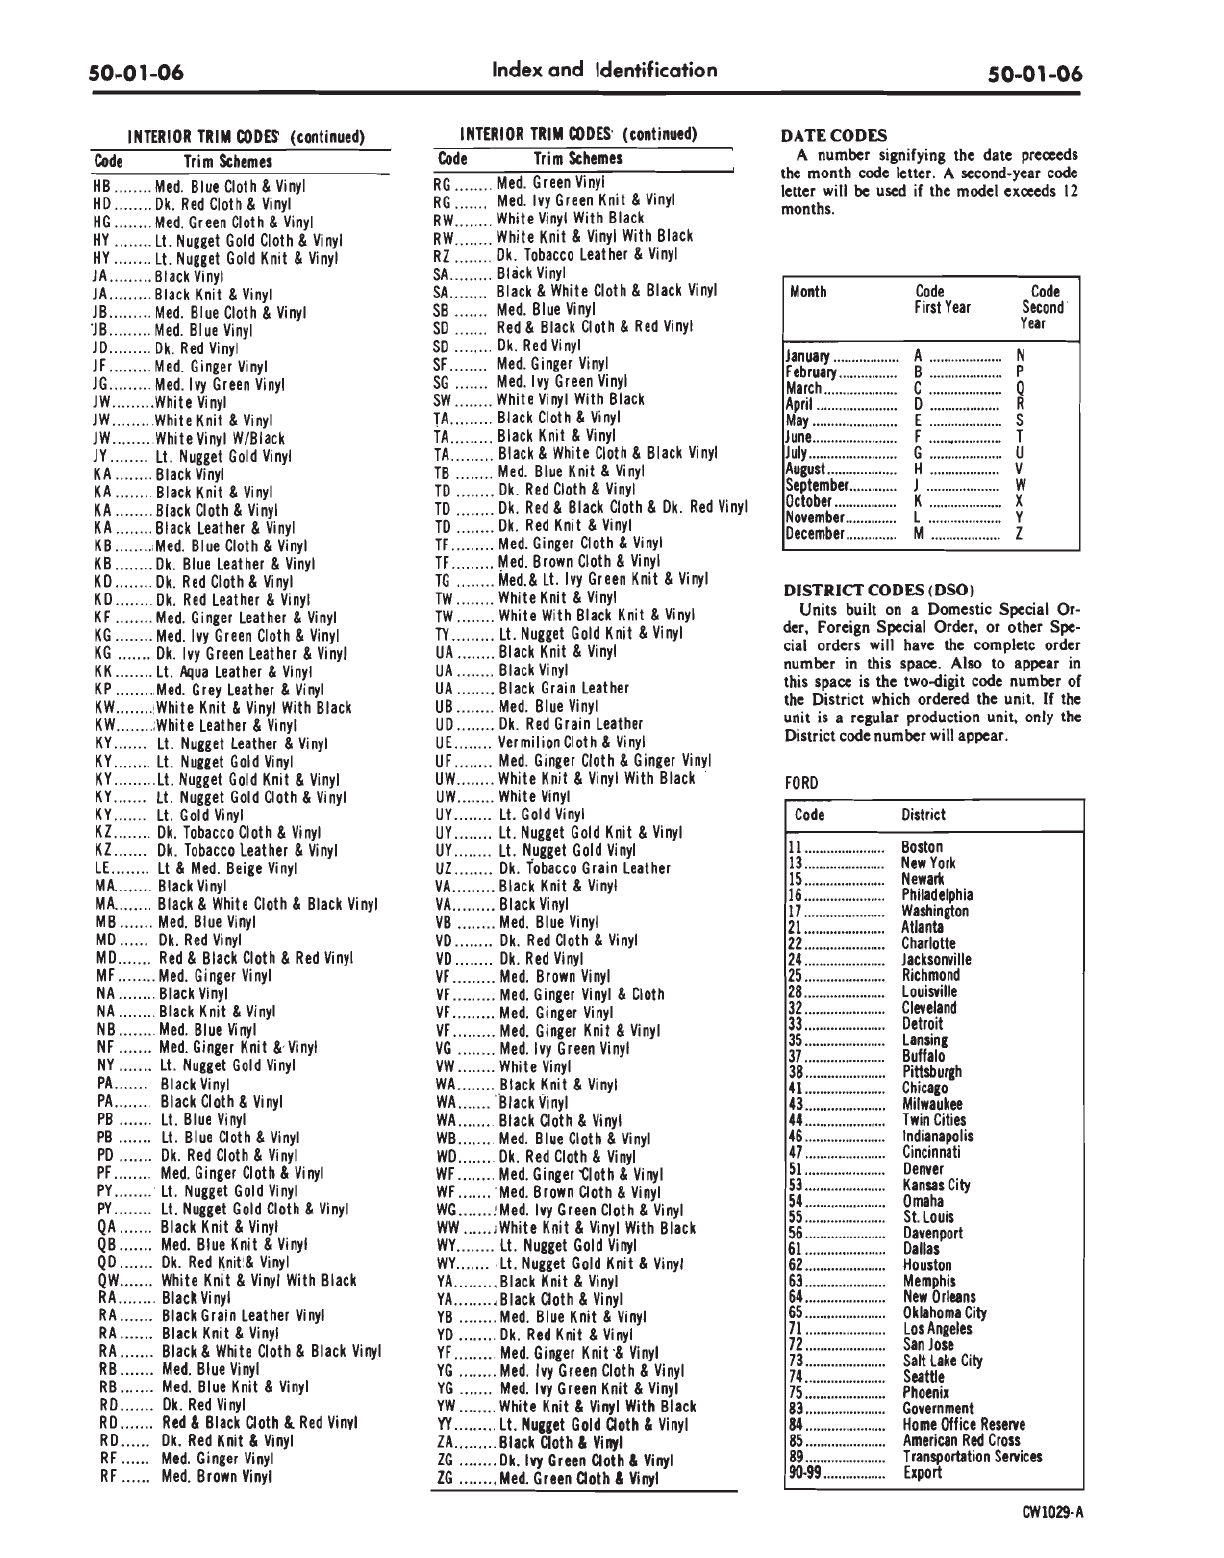 50-01-06
Index and Identification
50-01-06
INTERIOR TRIM CODES (continued)
Code Trim Schemes
HB ........ Med. Blue Cloth & Vinyl
HD ........ Dk. Red Cloth & Vinyl
HG ........ Med. Green Cloth & Vinyl
HY ........ Lt. Nugget Gold Cloth & Vinyl
HY ........ Lt. Nugget Gold Knit & Vinyl
JA ......... Black Vinyl
JA ......... Black Knit & Vinyl
JB ......... Med. Blue Cloth & Vinyl
JB ......... Med. Blue Vinyl
JD ......... Dk. Red Vinyl
JF ......... Med. Ginger Vinyl
JG ......... Med. Ivy Green Vinyl
JW ........ White Vinyl
JW ........ White Knit & Vinyl
JW ........ White Vinyl W/Black
JY ........ Lt. Nugget Gold Vinyl
KA ........ Black Vinyl
KA ........ Black Knit & Vinyl
KA ........ Black Cloth & Vinyl
KA ........ Black Leather & Vinyl
KB ........ Med. Blue Cloth & Vinyl
KB ........ Dk. Blue Leather & Vinyl
KD ........ Dk. Red Cloth & Vinyl
KD ........ Dk. Red Leather & Vinyl
KF ........ Med. Ginger Leather & Vinyl
KG ........ Med. Ivy Green Cloth & Vinyl
KG ....... Dk. Ivy Green Leather & Vinyl
KK ........ Lt. Aqua Leather & Vinyl
KP ........ Med. Grey Leather & Vinyl
KW ........ White Knit & Vinyl With Black
KW ........ White Leather & Vinyl
KY ....... Lt. Nugget Leather & Vinyl
KY ........ Lt. Nugget Gold Vinyl
KY ......... Lt. Nugget Gold Knit & Vinyl
KY ....... Lt. Nugget Gold Cloth & Vinyl
KY ....... Lt. Gold Vinyl
KZ ........ Dk. Tobacco Cloth & Vinyl
KZ ....... Dk. Tobacco Leather & Vinyl
LE ........ Lt & Med. Beige Vinyl
MA ........ Black Vinyl
MA ........ Black & White Cloth & Black Vinyl
MB ....... Med. Blue Vinyl
MD ...... Dk. Red Vinyl
MD ....... Red & Black Cloth & Red Vinyl
MF ........ Med. Ginger Vinyl
NA ........ Black Vinyl
NA ........ Black Knit & Vinyl
NB ........ Med. Blue Vinyl
NF ....... Med. Ginger Knit & Vinyl
NY ....... Lt. Nugget Gold Vinyl
PA ....... Black Vinyl
PA ........ Black Cloth & Vinyl
PB ....... Lt. Blue Vinyl
PB ....... Lt. Blue Cloth & Vinyl
PD ....... Dk. Red Cloth & Vinyl
PF ........ Med. Ginger Cloth & Vinyl
PY ........ Lt. Nugget Gold Vinyl
PY ........ Lt. Nugget Gold Cloth & Vinyl
QA ....... Black Knit & Vinyl
QB ....... Med. Blue Knit & Vinyl
QD ....... Dk. Red Knit & Vinyl
QW ....... White Knit & Vinyl With Black
RA ........ Black Vinyl
RA ....... Black Grain Leather Vinyl
RA ....... Black Knit & Vinyl
RA ....... Black & White Cloth & Black Vinyl
RB ....... Med. Blue Vinyl
RB ....... Med. Blue Knit & Vinyl
RD ....... Dk. Red Vinyl
RD ....... Red & Black Cloth & Red Vinyl
RD ...... Dk. Red Knit & Vinyl
RF ...... Med. Ginger Vinyl
RF ...... Med. Brown Vinyl
INTERIOR TRIM CODES (continued)
Code Trim Schemes
RG ........ Med. Green Vinyl
RG ....... Med. Ivy Green Knit & Vinyl
RW ........ White Vinyl With Black
RW ........ White Knit & Vinyl With Black
RZ ........ Dk. Tobacco Leather & Vinyl
SA ......... Black Vinyl
SA ........ Black & White Cloth & Black Vinyl
SB ....... Med. Blue Vinyl
SD ....... Red & Black Cloth & Red Vinyl
SD ........ Dk. Red Vinyl
SF ........ Med. Ginger Vinyl
SG ....... Med. Ivy Green Vinyl
SW ........ White Vinyl With Black
TA ......... Black Cloth & Vinyl
TA ......... Black Knit & Vinyl
TA ......... Black & White Cloth & Black Vinyl
TB ........ Med. Blue Knit & Vinyl
TD ........ Dk. Red Cloth & Vinyl
TD ........ Dk. Red & Black Cloth & Dk. Red Vinyl
TD ........ Dk. Red Knit & Vinyl
TF ......... Med. Ginger Cloth & Vinyl
TF ......... Med. Brown Cloth & Vinyl
TG ........ Med. & Lt. Ivy Green Knit & Vinyl
TW ........ White Knit & Vinyl
TW ........ White With Black Knit & Vinyl
TY ......... Lt. Nugget Gold Knit & Vinyl
UA ........ Black Knit & Vinyl
UA ........ Black Vinyl
UA ........ Black Grain Leather
UB ........ Med. Blue Vinyl
UD ........ Dk. Red Grain Leather
UE ........ Vermilion Cloth & Vinyl
UF ........ Med. Ginger Cloth & Ginger Vinyl
UW ........ White Knit & Vinyl With Black
UW ........ White Vinyl
UY ........ Lt. Gold Vinyl
UY ........ Lt. Nugget Gold Knit & Vinyl
UY ........ Lt. Nugget Gold Vinyl
UZ ........ Dk. Tobacco Grain Leather
VA ......... Black Knit & Vinyl
VA ......... Black Vinyl
VB ........ Med. Blue Vinyl
VD ........ Dk. Red Cloth & Vinyl
VD ........ Dk. Red Vinyl
VF ......... Med. Brown Vinyl
VF ......... Med. Ginger Vinyl & Cloth
VF ......... Med. Ginger Vinyl
VF ......... Med. Ginger Knit & Vinyl
VG ........ Med. Ivy Green Vinyl
VW ........ White Vinyl
WA ........ Black Knit & Vinyl
WA ....... Black Vinyl
WA ....... Black Cloth & Vinyl
WB ........ Med. Blue Cloth & Vinyl
WD ........ Dk. Red Cloth & Vinyl
WF ........ Med. Ginger Cloth & Vinyl
WF ....... Med. Brown Cloth & Vinyl
WG ....... Med. Ivy Green Cloth & Vinyl
WW ...... White Knit & Vinyl With Black
WY ........ Lt. Nugget Gold Vinyl
WY ....... Lt. Nugget Gold Knit & Vinyl
YA ......... Black Knit & Vinyl
YA ......... Black Cloth & Vinyl
YB ........ Med. Blue Knit & Vinyl
YD ........ Dk. Red Knit & Vinyl
YF ........ Med. Ginger Knit & Vinyl
YG ........ Med. Ivy Green Cloth & Vinyl
YG ....... Med. Ivy Green Knit & Vinyl
YW ........ White Knit & Vinyl With Black
YY ......... Lt. Nugget Gold Cloth & Vinyl
ZA ......... Black Cloth & Vinyl
ZG ........ Dk. Ivy Green Cloth & Vinyl
ZG ........ Med. Green Cloth & Vinyl
DATE CODES
A number signifying the date preceeds
the month code letter. A second-year code
letter will be used if the model exceeds 12
months.
Month Code Code
First Year Second
Year
January .................. A .................... N
February ................ B .................... P
March .................... C .................... Q
April ...................... D ................... R
May ....................... E .................... S
June ....................... F .................... T
July ........................ G .................... U
August ................... H ................... V
September ............. J .................... W
October ................. K .................... X
November .............. L .................... Y
December .............. M ................... Z
DISTRICT CODES (DSO)
Units built on a Domestic Special Or-
der, Foreign Special Order, or other Spe-
cial orders will have the complete order
number in this space. Also to appear in
this space is the two-digit code number of
the District which ordered the unit. If the
unit is a regular production unit, only the
District code number will appear.
FORD
Code District
11 ...................... Boston
13 ...................... New York
15 ...................... Newark
16 ...................... Philadelphia
17 ...................... Washington
21 ...................... Atlanta
22 ...................... Charlotte
24 ...................... Jacksonville
25 ...................... Richmond
28 ...................... Louisville
32 ...................... Cleveland
33 ...................... Detroit
35 ...................... Lansing
37 ...................... Buffalo
38 ...................... Pittsburgh
41 ...................... Chicago
43 ...................... Milwaukee
44 ...................... Twin Cities
46 ...................... Indianapolis
47 ...................... Cincinnati
51 ...................... Denver
53 ...................... Kansas City
54 ...................... Omaha
55 ...................... St. Louis
56 ...................... Davenport
61 ...................... Dallas
62 ...................... Houston
63 ...................... Memphis
64 ...................... New Orleans
65 ...................... Oklahoma City
71 ...................... Los Angeles
72 ...................... San Jose
73 ...................... Salt Lake City
74 ...................... Seattle
75 ...................... Phoenix
83 ...................... Government
84 ...................... Home Office Reserve
85 ...................... American Red Cross
89 ...................... Transportation Services
90-99 ................. Export
CW1029-A